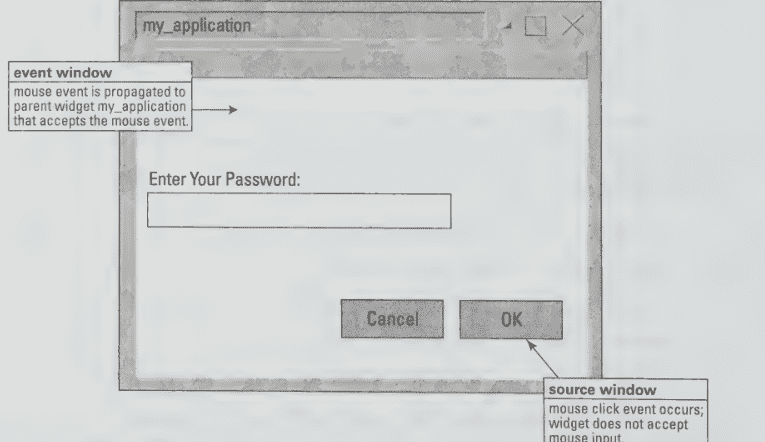 my_application
event window
mouse event is propagated to
parent widget my_application
that accepts the mouse event.
Enter Your Password:
Cancel
OK
source window
mouse click event occurs;
widget does not accept
mouse input